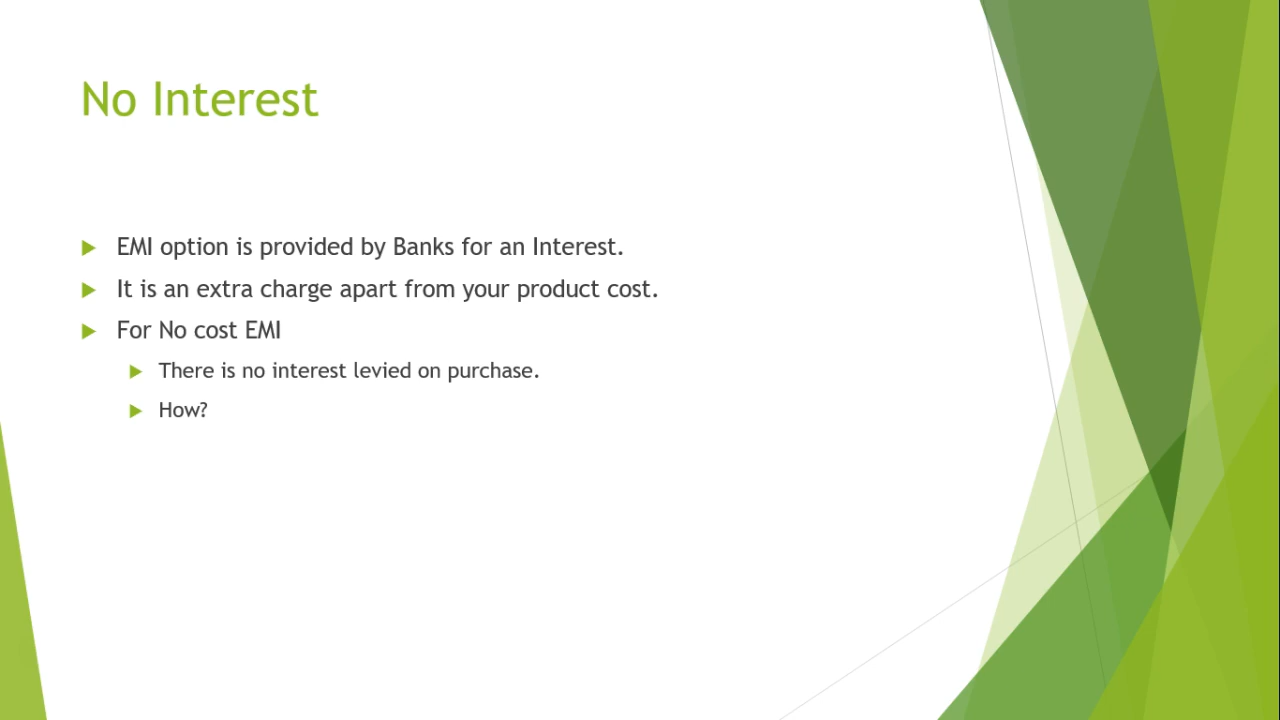 No Interest
EMI option is provided by Banks for an Interest.
It is an extra charge apart from your product cost.
For No cost EMI
There is no interest levied on purchase.
How?